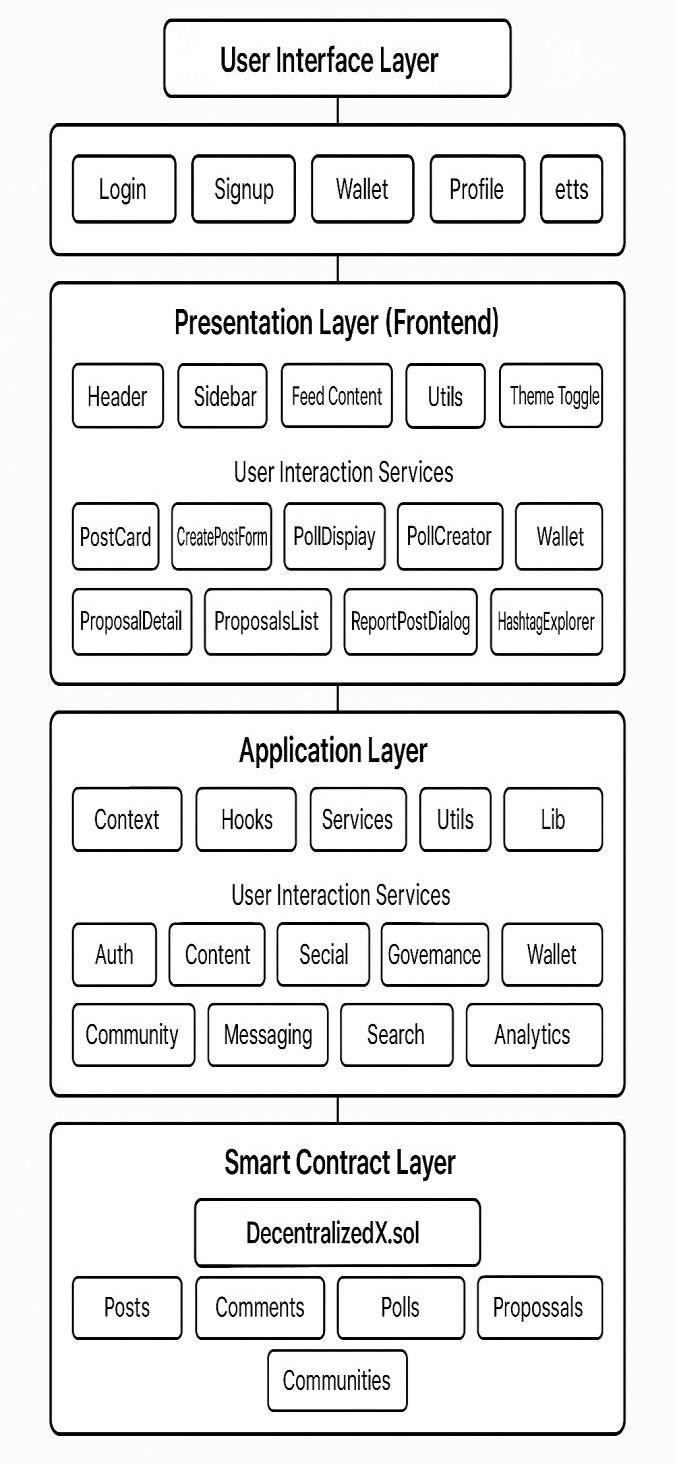 User Interface Layer
Login Signup Wallet Profile etts
Presentation Layer (Frontend)
Header Sidebar Feed Content Utils Theme Toggle
User Interaction Services
PostCard CreatePostForm PollDispiay PollCreator Wallet
ProposalDetail ProposalsList ReportPostDialog HashtagExplorer
Application Layer
Context Hooks Services Utils Lib
User Interaction Services
Auth Content Secial Govemance Wallet
Community Messaging Search Analytics
Smart Contract Layer
DecentralizedX.sol
Posts Comments Polls Propossals
Communities